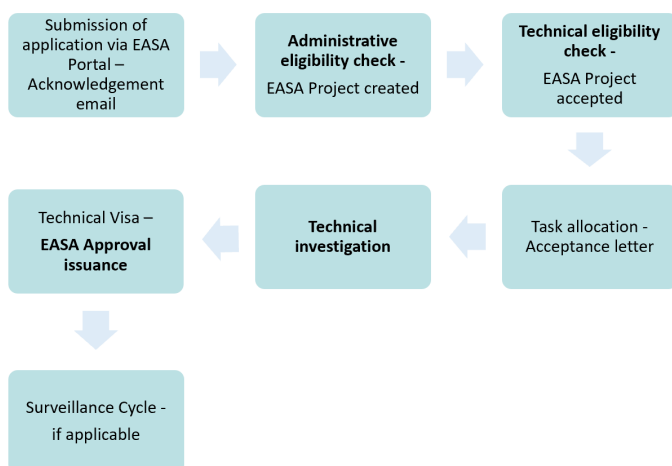 Submission of
application via EASA
Portal –
Acknowledgement
email
Administrative
eligibility check -
EASA Project created
Technical eligibility
check -
EASA Project
accepted
Task allocation -
Acceptance letter
Technical
investigation
Technical Visa –
EASA Approval
issuance
Surveillance Cycle -
if applicable